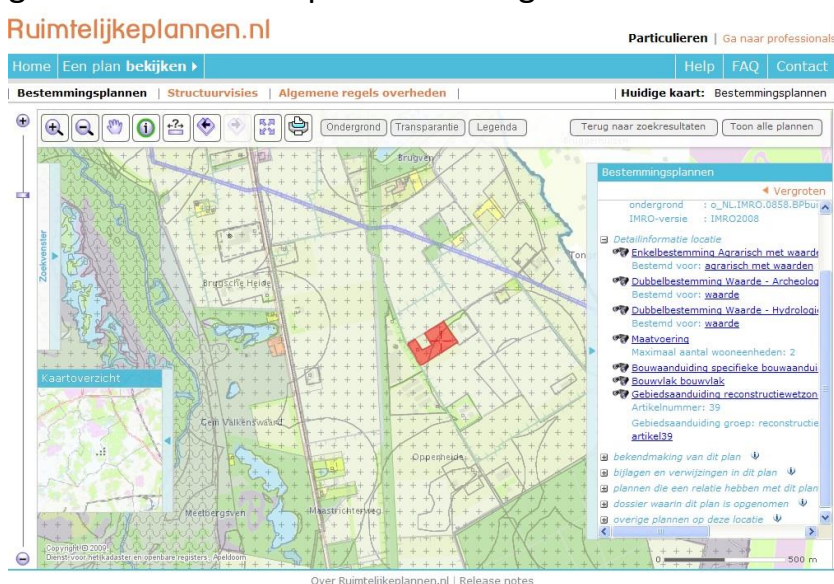 Ruimtelijkeplannen.nl
Particulieren | Ga naar professionals
Home Een plan bekijken Help FAQ Contact
Bestemmingsplannen | Structuurvisies | Algemene regels overheden | | Huidige kaart: Bestemmingsplannen
Ondergrond Transparantie Legenda Terug naar zoekresultaten Toon alle plannen
Brugven
Bestemmingsplannen
Vergroten
ondergrond : o_NL.IMRO.0858.BPbui
IMRO-versie : IMRO2008
Detailinformatie locatie
Enkelbestemming Agrarisch met waarde
Bestemd voor: agrarisch met waarden
Dubbelbestemming Waarde - Archeolog
Bestemd voor: waarde
Dubbelbestemming Waarde - Hydrologi
Bestemd voor: waarde
Maatvoering
Maximaal aantal wooneenheden: 2
Bouwaanduiding specifieke bouwaandui
Bouwvlak bouwvlak
Gebiedsaanduiding reconstructiewetzon
Artikelnummer: 39
Gebiedsaanduiding groep: reconstructie
artikel39
bekendmaking van dit plan
bijlagen en verwijzingen in dit plan
plannen die een relatie hebben met dit plan
dossier waarin dit plan is opgenomen
overige plannen op deze locatie
Zoekvenster
Brugsche Heide
Kaartoverzicht
Gein Valkenswaard
Opperheide
Meelbergsven
Maastrichterweg
Copyright © 2009,
Dienst voor het kadaster en openbare registers, Apeldoorn
0 500 m
Over Ruimtelijkeplannen.nl | Release notes